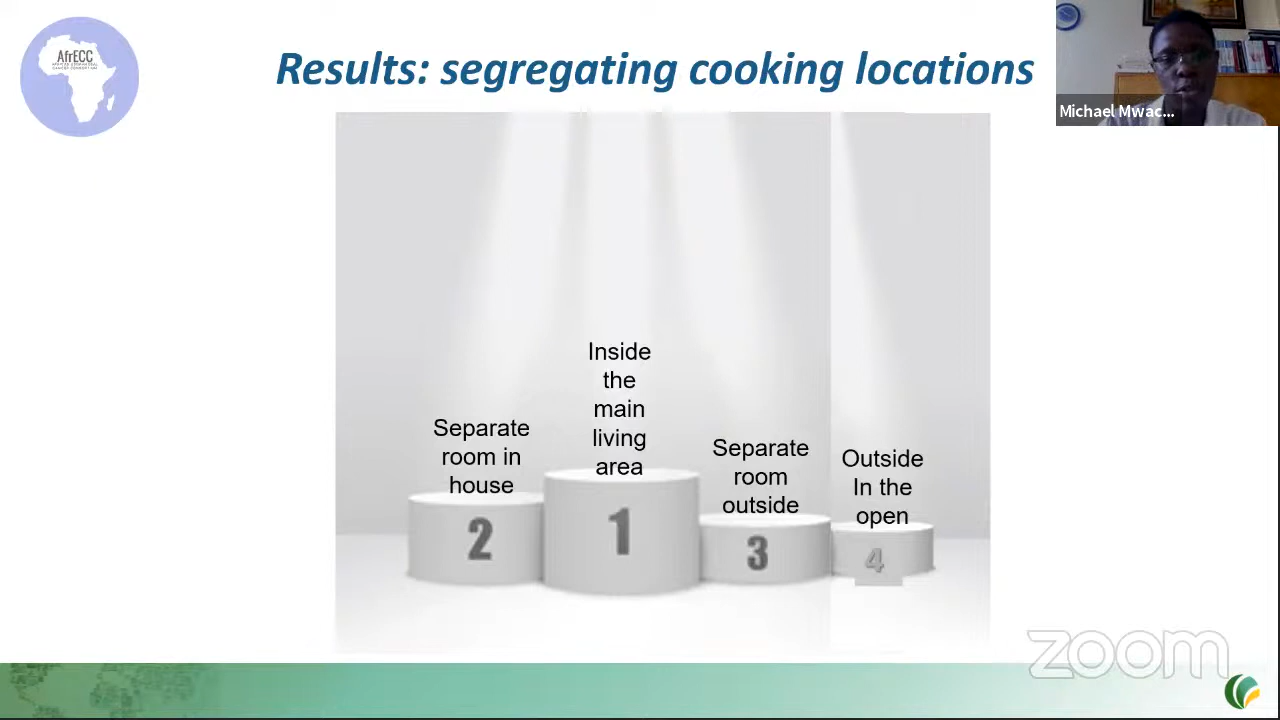 AfrECC
Results: segregating cooking locations
Michael Mwac...
Inside
the
main
living
area
Separate
room in
house
Separate
room
outside
Outside
In the
open
2
1
3
4
zoom